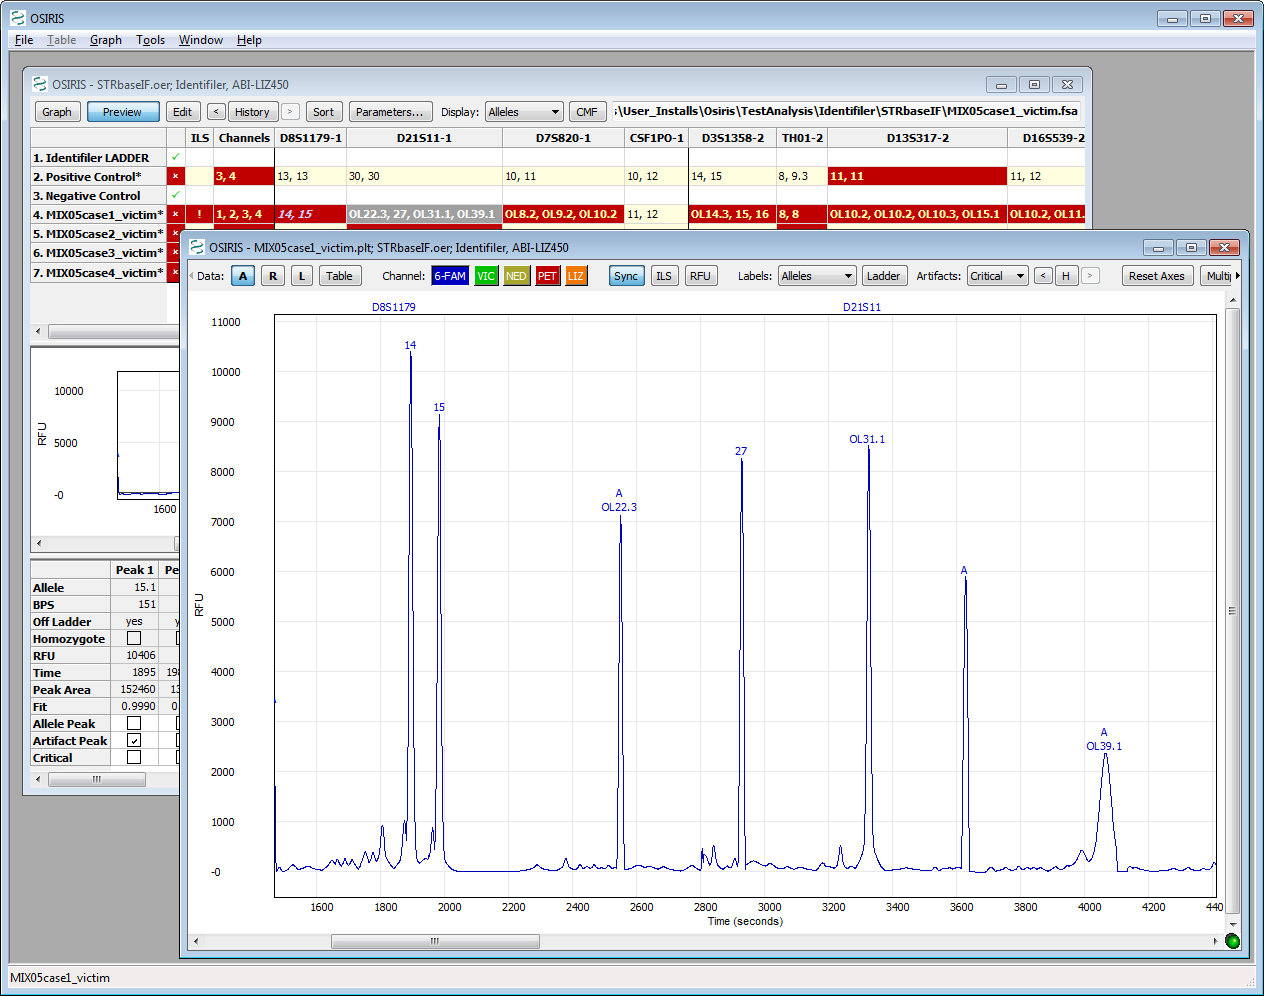 OSIRIS
File Table Graph Tools Window Help
OSIRIS - STRbaseIF.oer; Identifiler, ABI-LIZ450
Graph Preview Edit < History > Sort Parameters... Display: Alleles CMF :\User_Installs\Osiris\TestAnalysis\Identifiler\STRbaseIF\MIX05case1_victim.fsa
ILS Channels D8S1179-1 D21S11-1 D7S820-1 CSF1PO-1 D3S1358-2 TH01-2 D13S317-2 D16S539-2
1. Identifiler LADDER
2. Positive Control* 3, 4 13, 13 30, 30 10, 11 10, 12 14, 15 8, 9.3 11, 11 11, 12
3. Negative Control
4. MIX05case1_victim* ! 1, 2, 3, 4 14, 15 OL22.3, 27, OL31.1, OL39.1 OL8.2, OL9.2, OL10.2 11, 12 OL14.3, 15, 16 8, 8 OL10.2, OL10.2, OL10.3, OL15.1 OL10.2, OL11.
5. MIX05case2_victim*
6. MIX05case3_victim*
7. MIX05case4_victim*
10000
5000
-0
RFU
1600
Peak 1 Pe
Allele 15.1
BPS 151
Off Ladder yes y
Homozygote
RFU 10406
Time 1895 198
Peak Area 152460 13
Fit 0.9990 0.
Allele Peak
Artifact Peak
Critical
OSIRIS - MIX05case1_victim.plt; STRbaseIF.oer; Identifiler, ABI-LIZ450
Data: A R L Table Channel: 6-FAM VIC NED PET LIZ Sync ILS RFU Labels: Alleles Ladder Artifacts: Critical < H > Reset Axes Multip
D8S1179 D21S11
11000
10000
9000
8000
7000
6000
5000
4000
3000
2000
1000
-0
RFU
14
15
A
OL22.3
27
OL31.1
A
A
OL39.1
1600 1800 2000 2200 2400 2600 2800 3000 3200 3400 3600 3800 4000 4200 440
Time (seconds)
MIX05case1_victim